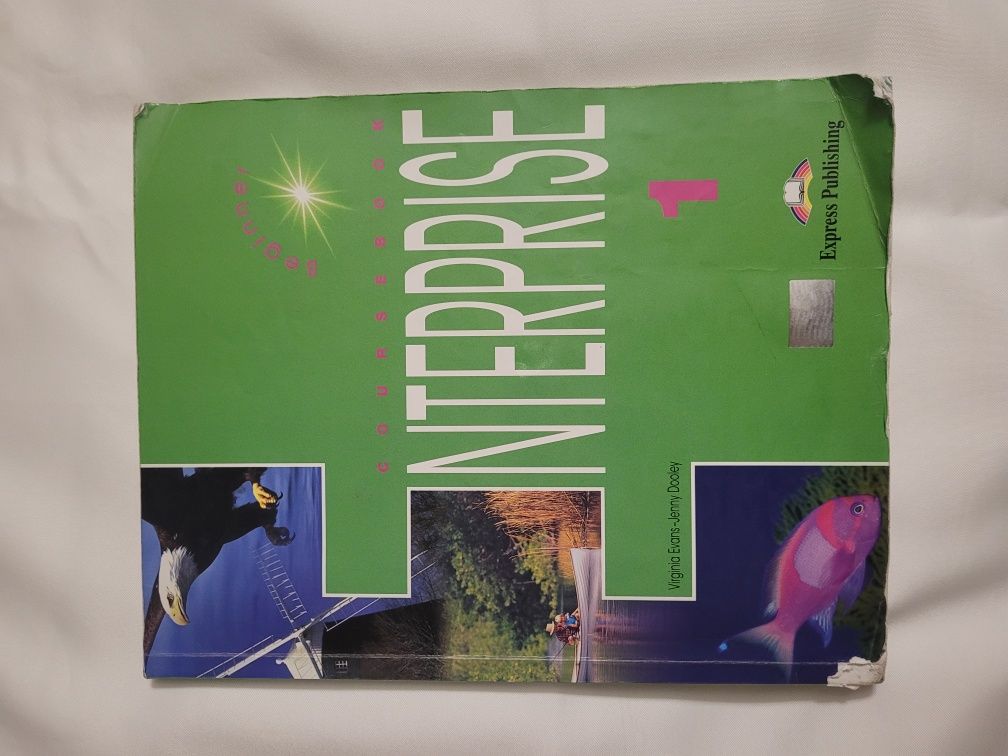 beginner
COURSEBOOK
ENTERPRISE
Virginia Evans-Jenny Dooley
1
Express Publishing